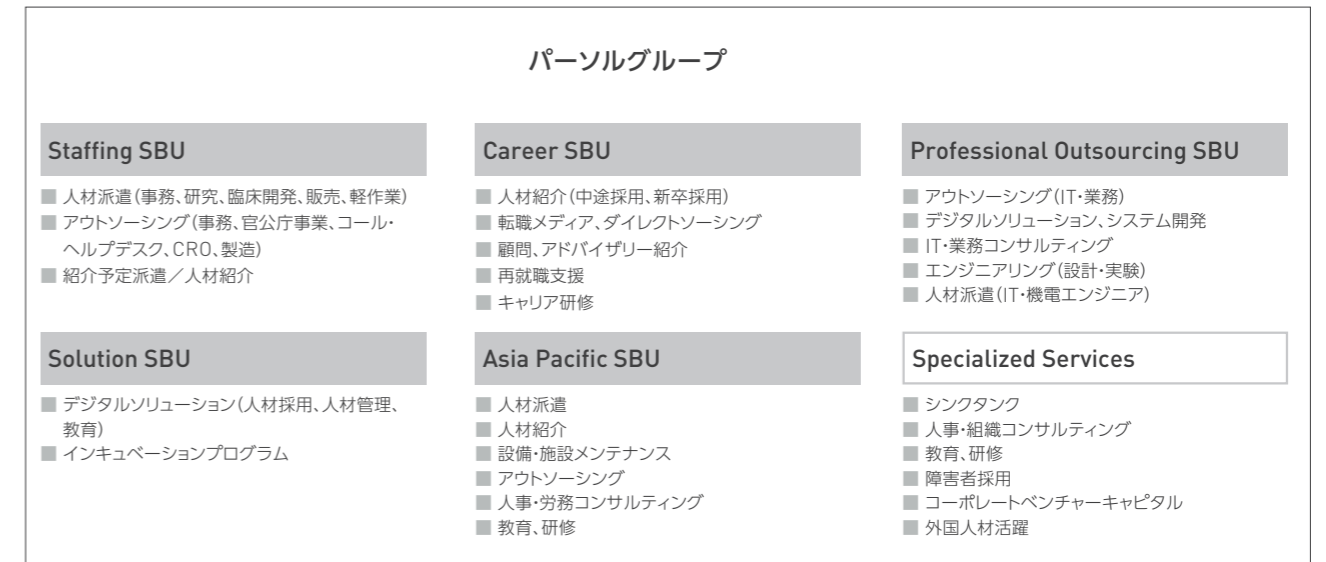 パーソルグループ
Staffing SBU
■ 人材派遣（事務、研究、臨床開発、販売、軽作業）
■ アウトソーシング（事務、官公庁事業、コール・
ヘルプデスク、CRO、製造）
■ 紹介予定派遣／人材紹介
Career SBU
■ 人材紹介（中途採用、新卒採用）
■ 転職メディア、ダイレクトソーシング
■ 顧問、アドバイザリー紹介
■ 再就職支援
■ キャリア研修
Professional Outsourcing SBU
■ アウトソーシング（IT・業務）
■ デジタルソリューション、システム開発
■ IT・業務コンサルティング
■ エンジニアリング（設計・実験）
■ 人材派遣（IT・機電エンジニア）
Solution SBU
■ デジタルソリューション（人材採用、人材管理、
教育）
■ インキュベーションプログラム
Asia Pacific SBU
■ 人材派遣
■ 人材紹介
■ 設備・施設メンテナンス
■ アウトソーシング
■ 人事・労務コンサルティング
■ 教育、研修
Specialized Services
■ シンクタンク
■ 人事・組織コンサルティング
■ 教育、研修
■ 障害者採用
■ コーポレートベンチャーキャピタル
■ 外国人材活躍